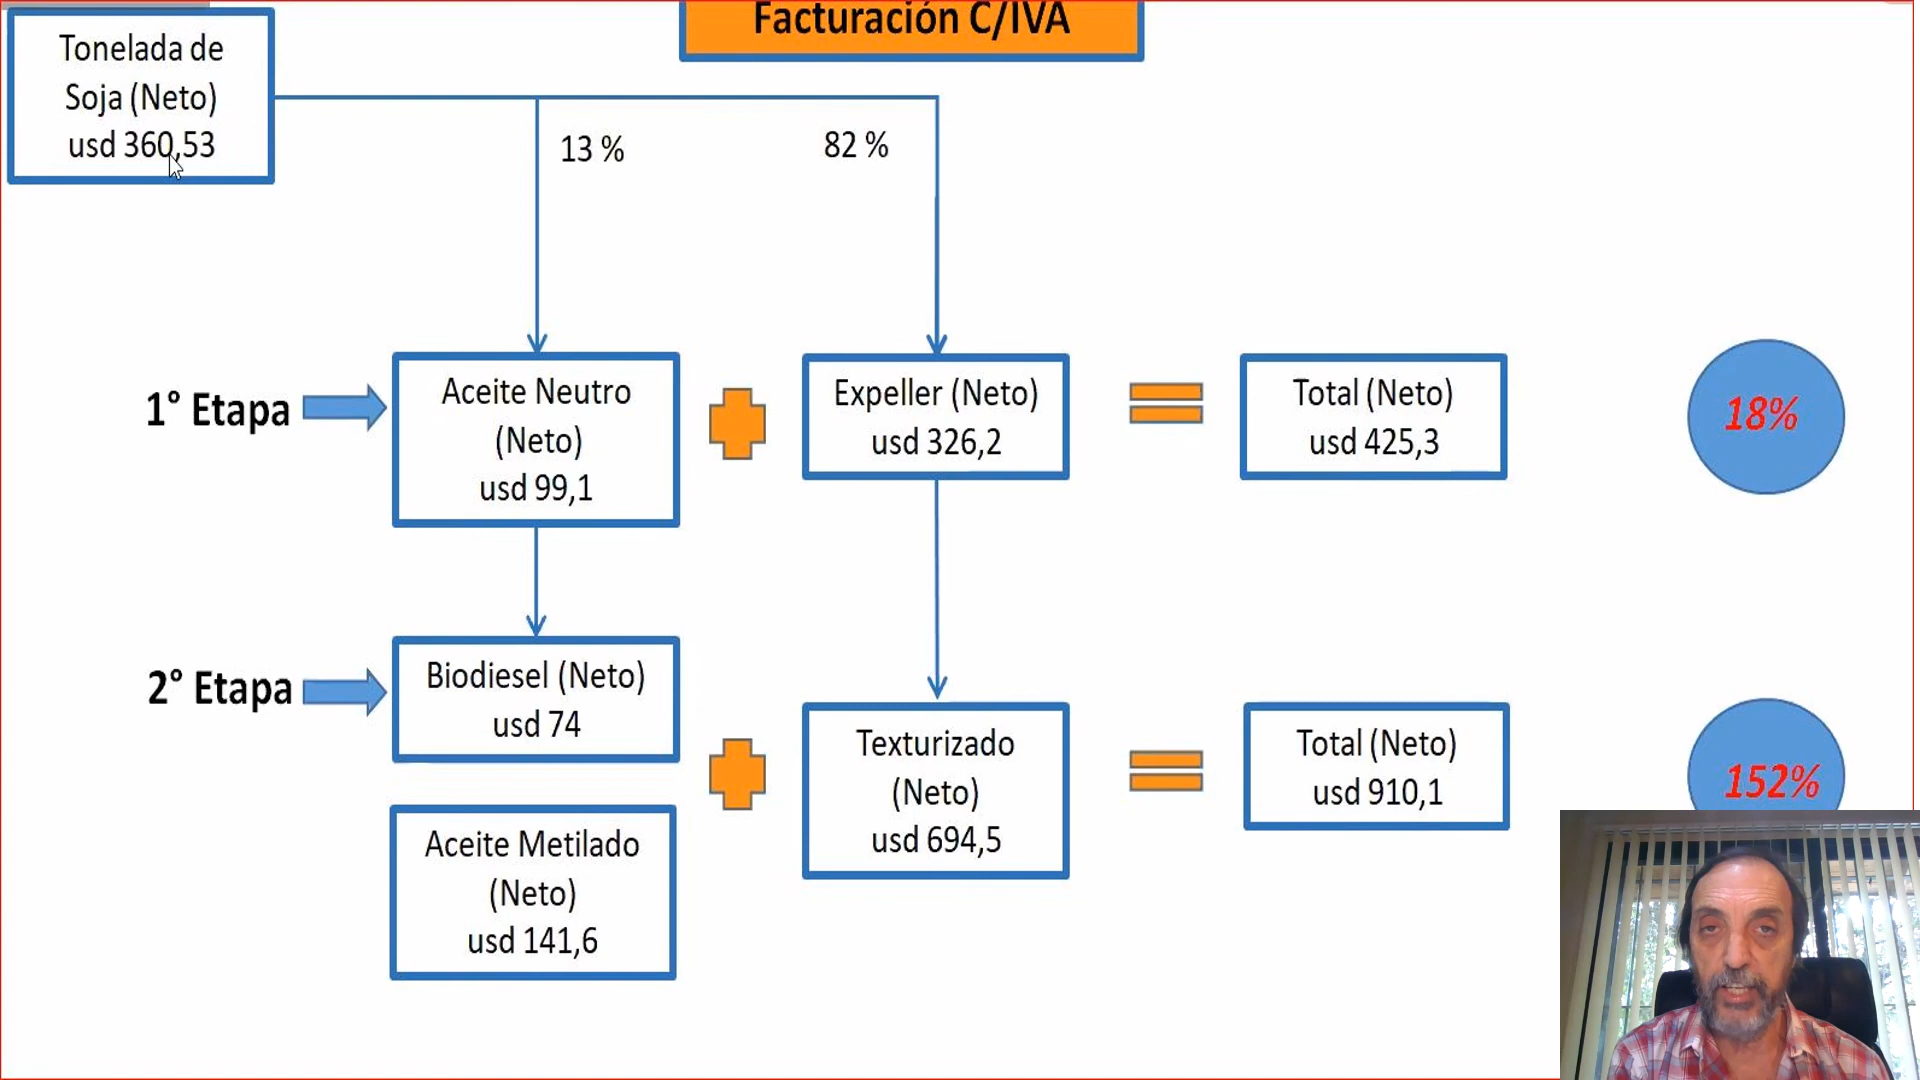 Facturación C/IVA
Tonelada de
Soja (Neto)
usd 360,53
13 %
82 %
1° Etapa
Aceite Neutro
(Neto)
usd 99,1
Expeller (Neto)
usd 326,2
Total (Neto)
usd 425,3
18%
2° Etapa
Biodiesel (Neto)
usd 74
Aceite Metilado
(Neto)
usd 141,6
Texturizado
(Neto)
usd 694,5
Total (Neto)
usd 910,1
152%